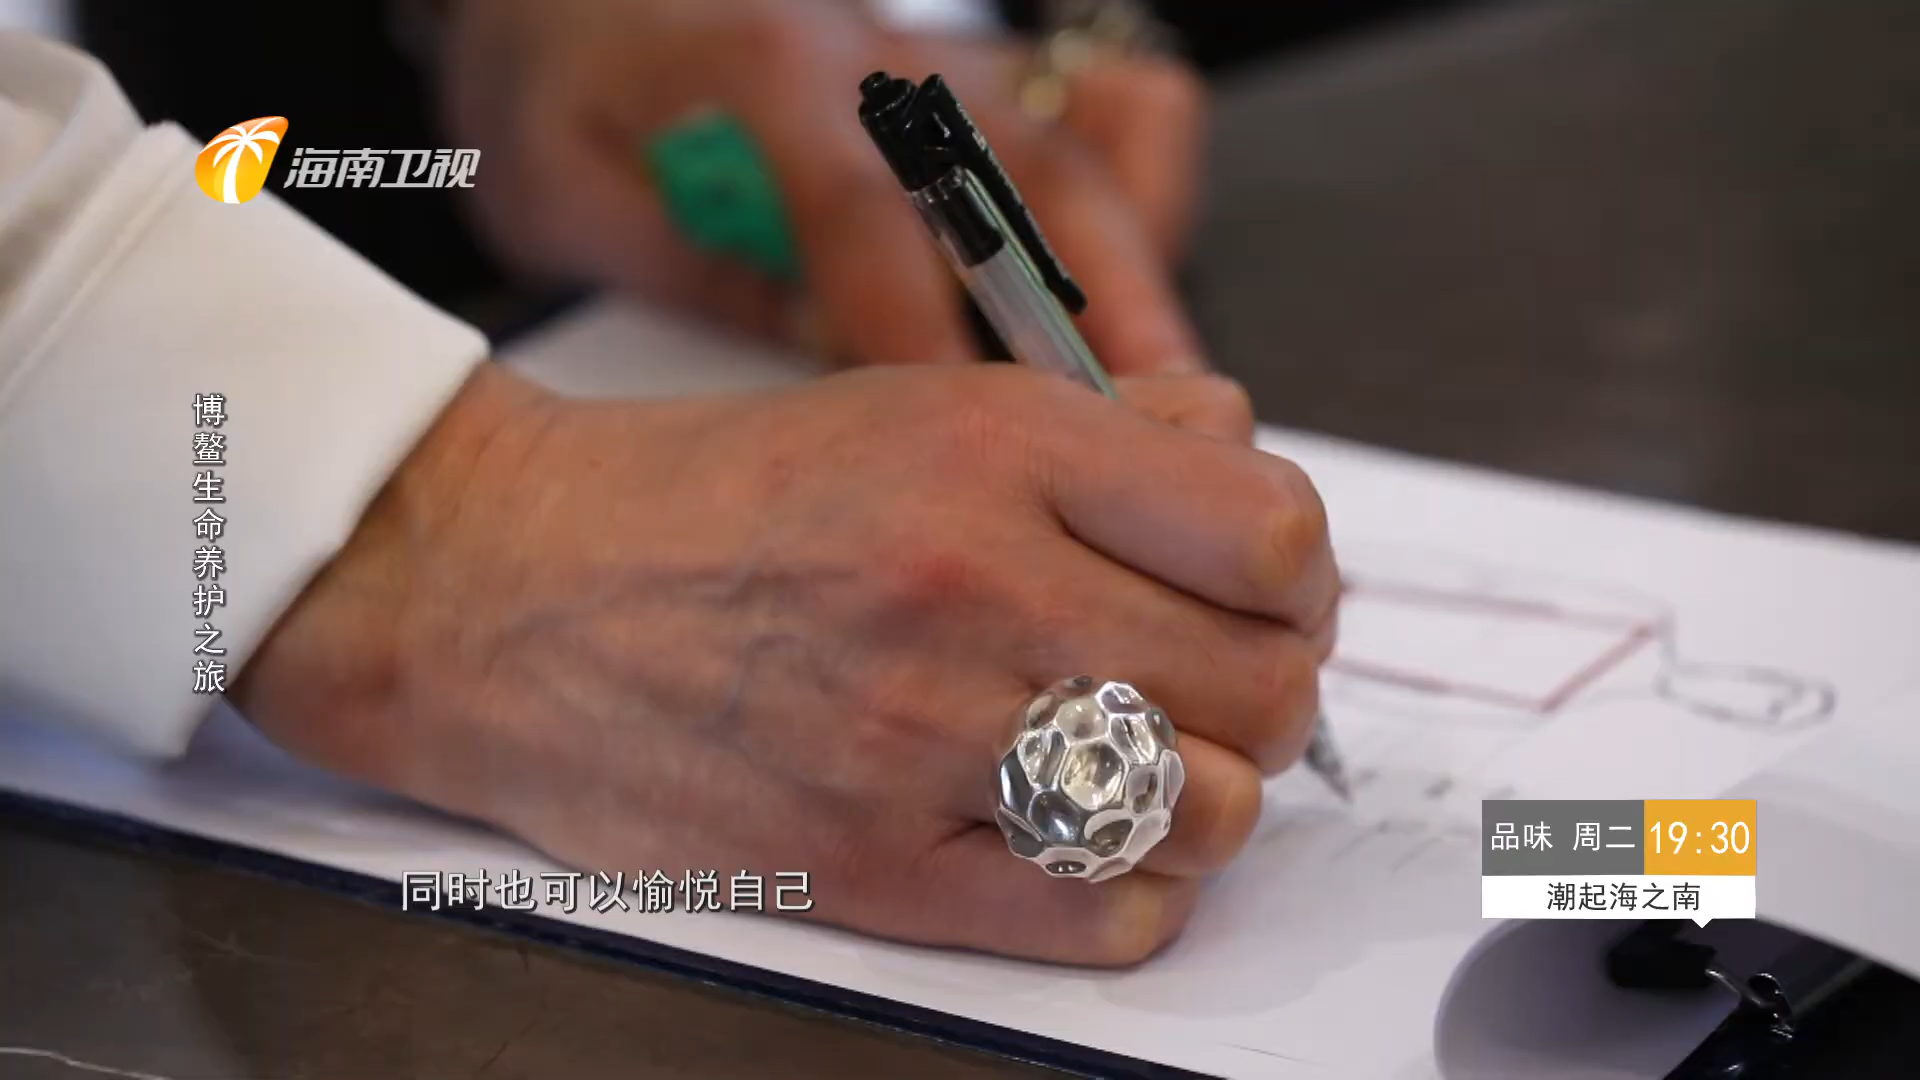 海南卫视
博鳌生命养护之旅
同时也可以愉悦自己
品味 周二 19:30
潮起海之南